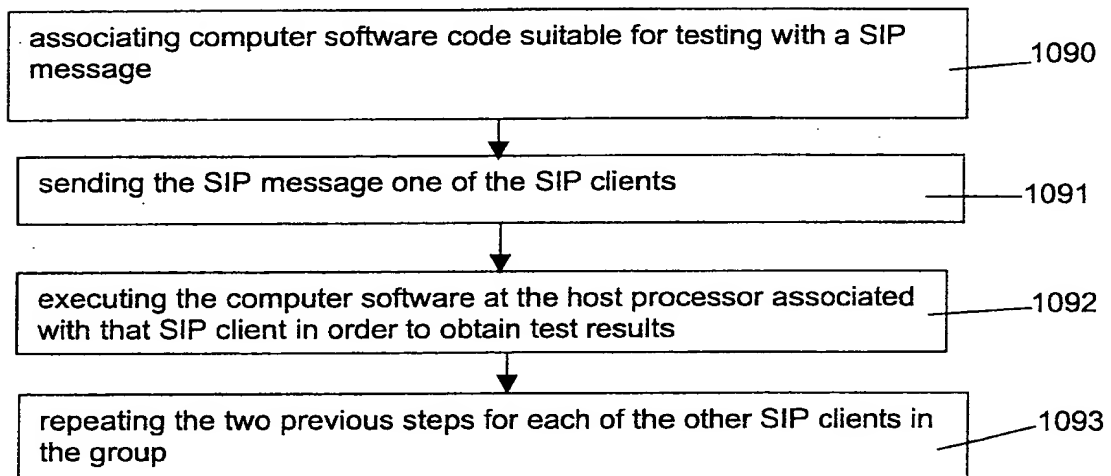 associating computer software code suitable for testing with a SIP
message
1090
sending the SIP message one of the SIP clients
1091
executing the computer software at the host processor associated
with that SIP client in order to obtain test results
1092
repeating the two previous steps for each of the other SIP clients in
the group
1093